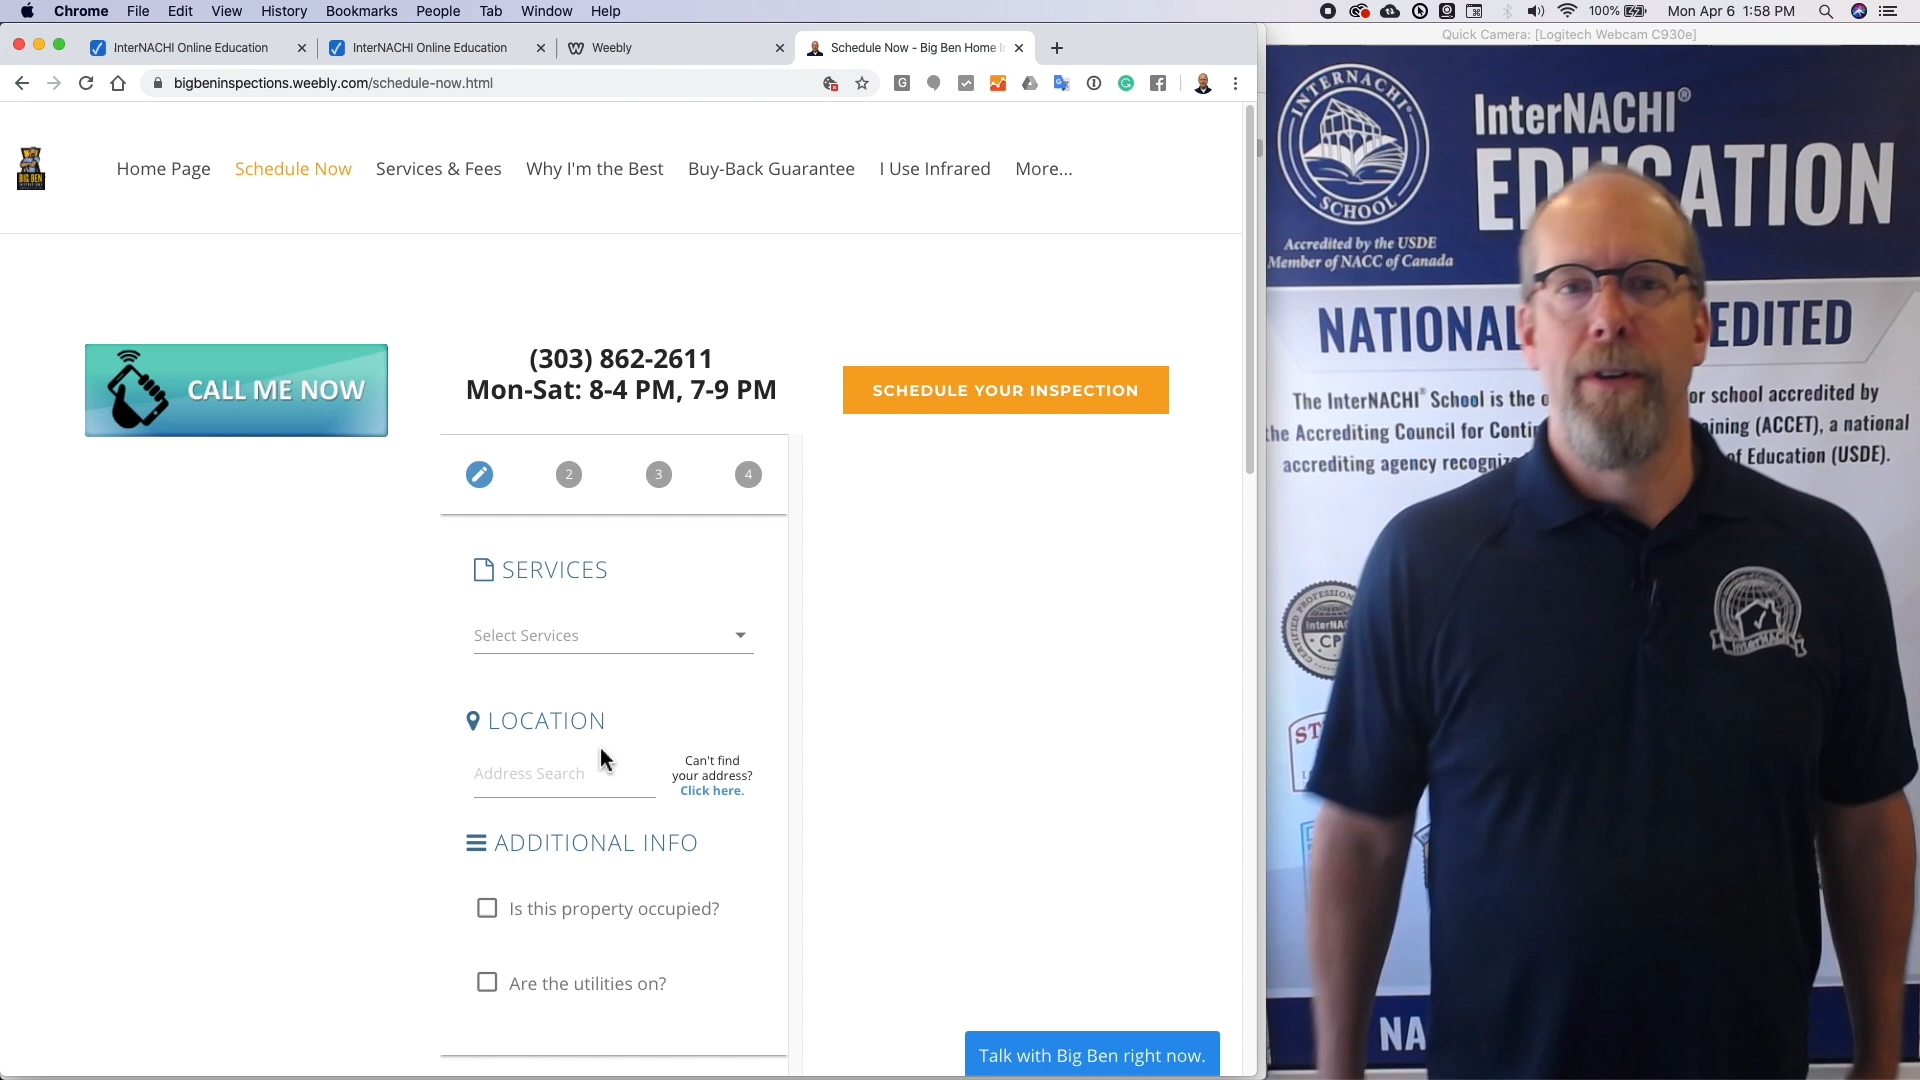 Chrome File Edit View History Bookmarks People Tab Window Help
100% Mon Apr 6 1:58 PM
InterNACHI Online Education
InterNACHI Online Education
Weebly
Schedule Now - Big Ben Home I
Quick Camera: [Logitech Webcam C930e]
bigbeninspections.weebly.com/schedule-now.html
BIG BEN
Home Page
Schedule Now
Services & Fees
Why I'm the Best
Buy-Back Guarantee
I Use Infrared
More...
CALL ME NOW
(303) 862-2611
Mon-Sat: 8-4 PM, 7-9 PM
SCHEDULE YOUR INSPECTION
2
3
4
SERVICES
Select Services
LOCATION
Address Search
Can't find
your address?
Click here.
ADDITIONAL INFO
Is this property occupied?
Are the utilities on?
Talk with Big Ben right now.
INTERNACHI
SCHOOL
Accredited by the USDE
Member of NACC of Canada
InterNACHI®
EDUCATION
NATIONAL EDITED
The InterNACHI® School is the or school accredited by
the Accrediting Council for Conti ining (ACCET), a national
accrediting agency recogniz of Education (USDE).
InterNACHI
NA